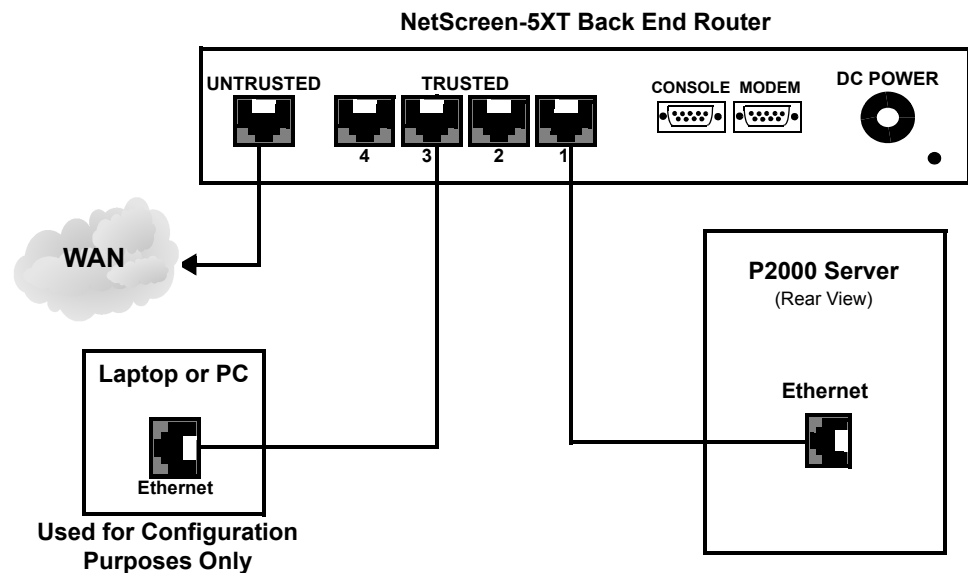 NetScreen-5XT Back End Router
UNTRUSTED
TRUSTED
CONSOLE MODEM
DC POWER
4 3 2 1
WAN
P2000 Server
(Rear View)
Ethernet
Laptop or PC
Ethernet
Used for Configuration
Purposes Only